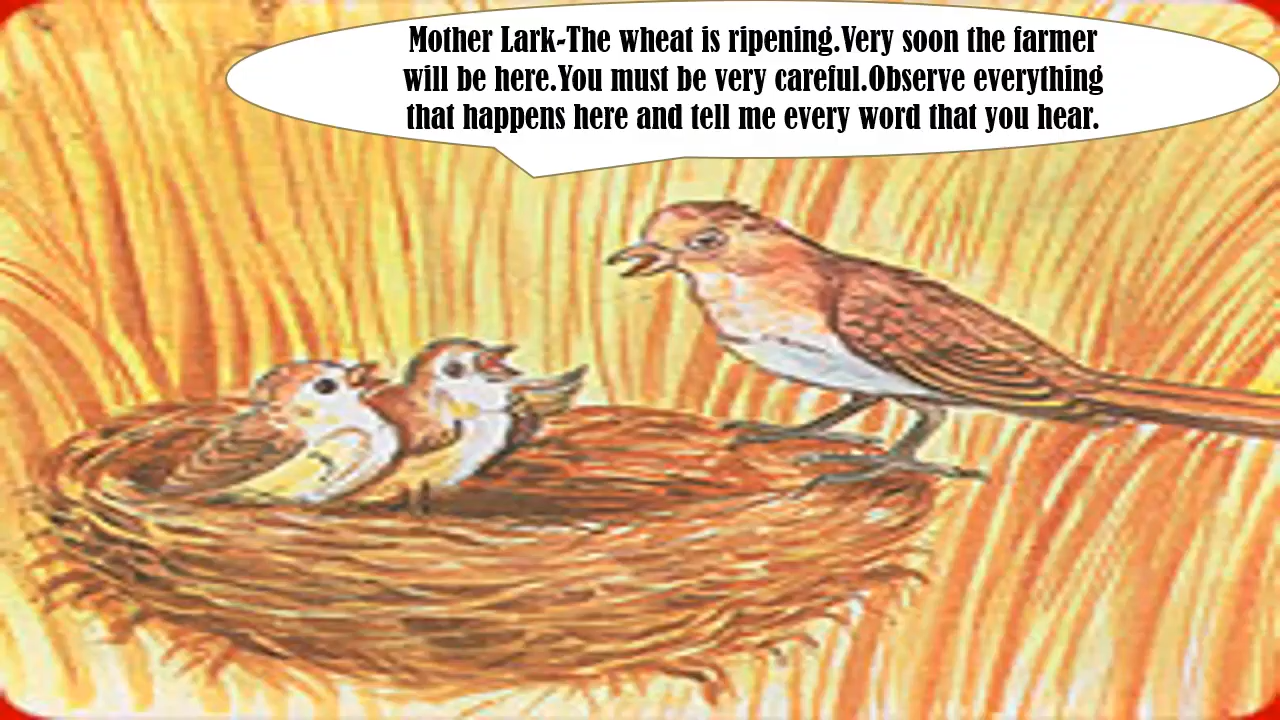 Mother Lark-The wheat is ripening.Very soon the farmer
will be here.You must be very careful.Observe everything
that happens here and tell me every word that you hear.